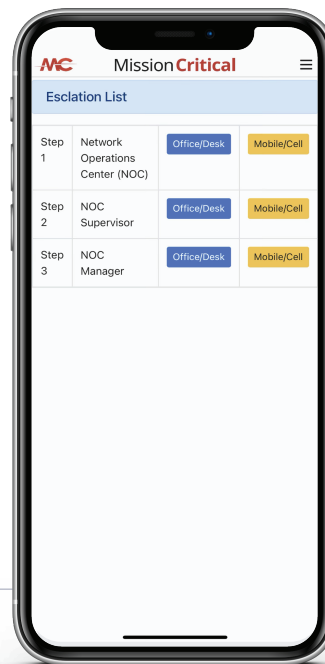 MC Mission Critical
Esclation List
Step Network Office/Desk Mobile/Cell
1 Operations
Center (NOC)
Step NOC Office/Desk Mobile/Cell
2 Supervisor
Step NOC Office/Desk Mobile/Cell
3 Manager